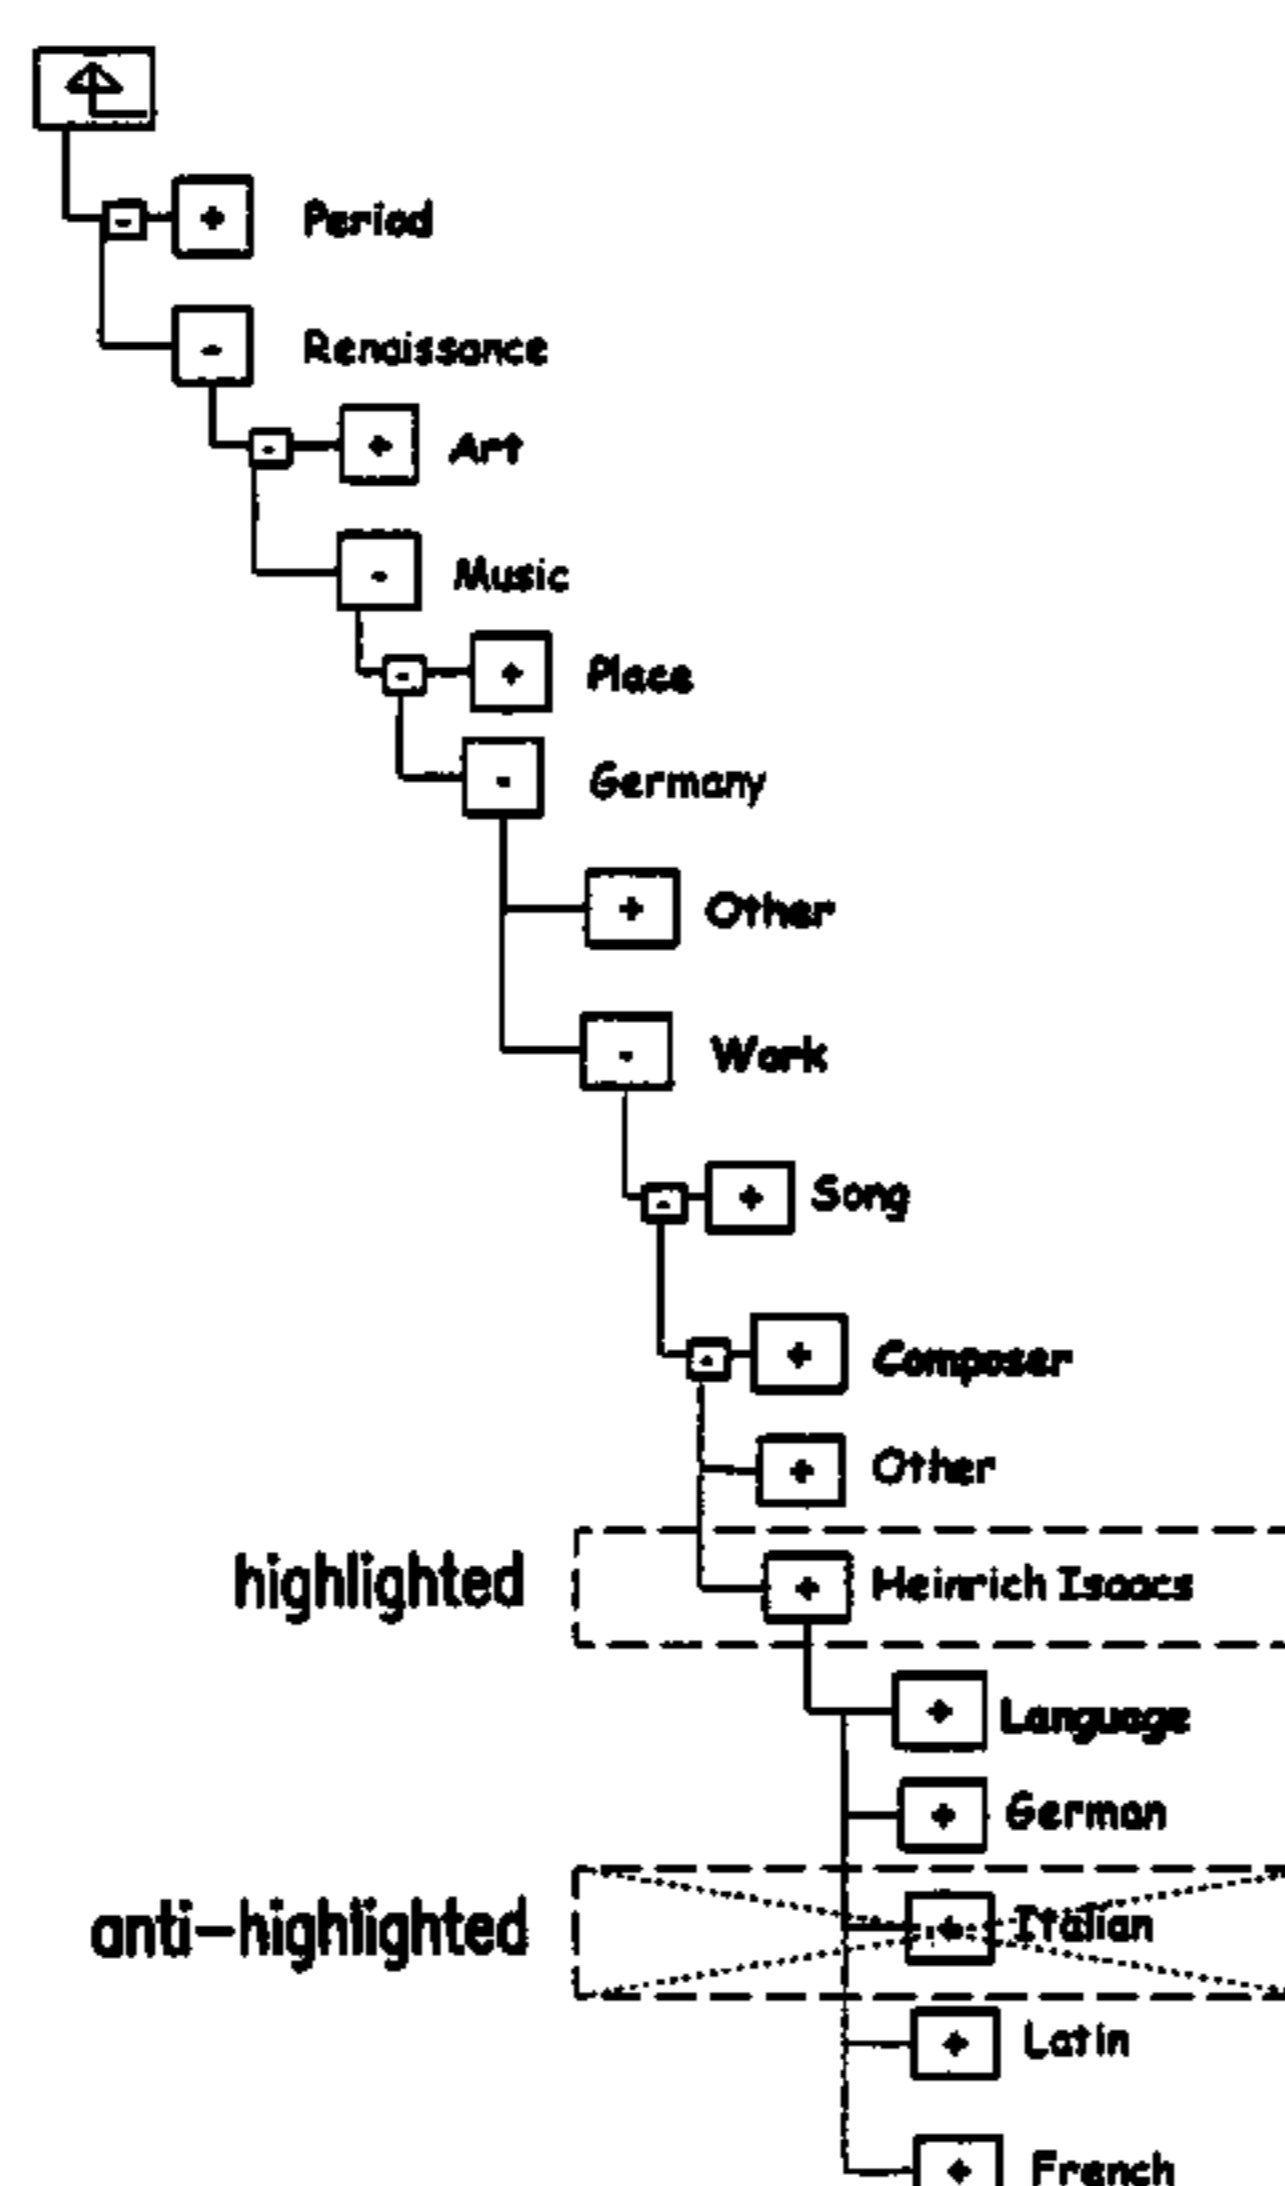 Period
Renaissance
Art
Music
Place
Germany
Other
Work
Song
Composer
Other
highlighted
Heinrich Isaacs
Language
German
anti-highlighted
Italian
Latin
French